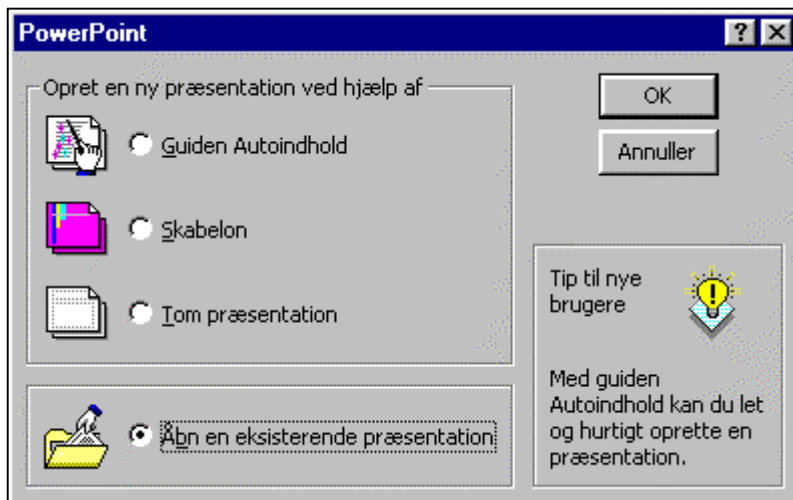 PowerPoint
Opret en ny præsentation ved hjælp af
Guiden Autoindhold
Skabelon
Tom præsentation
Åbn en eksisterende præsentation
OK
Annuller
Tip til nye
brugere
Med guiden
Autoindhold kan du let
og hurtigt oprette en
præsentation.